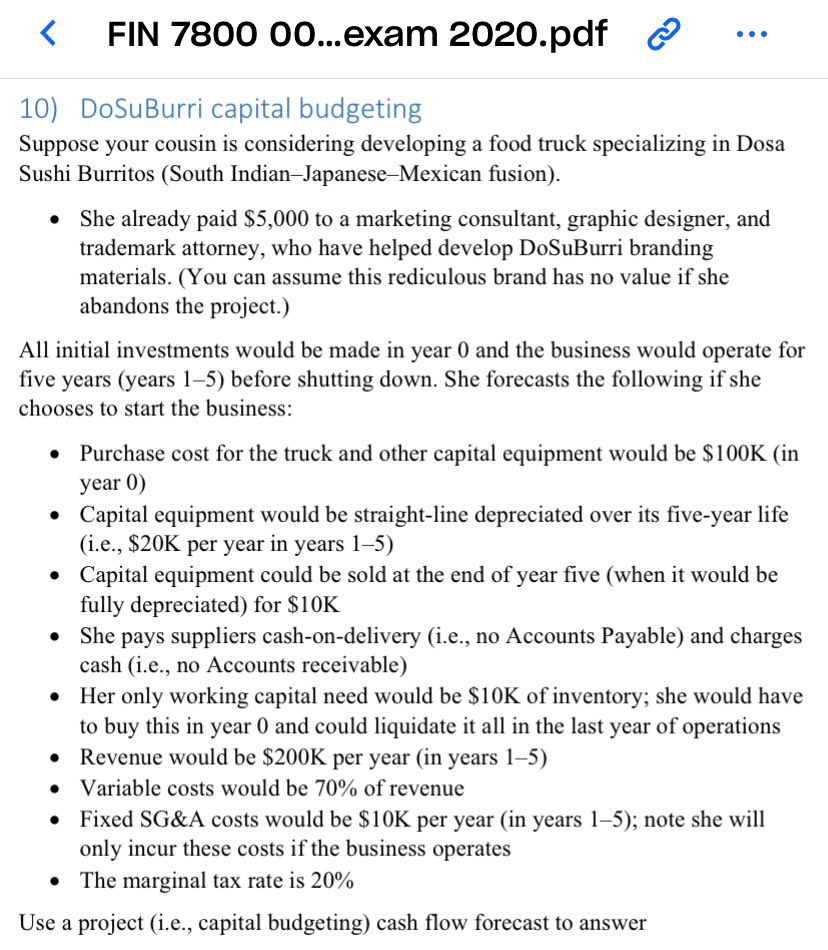 FIN 7800 00...exam 2020.pdf
10) DoSuBurri capital budgeting
Suppose your cousin is considering developing a food truck specializing in Dosa
Sushi Burritos (South Indian–Japanese–Mexican fusion).
• She already paid $5,000 to a marketing consultant, graphic designer, and
trademark attorney, who have helped develop DoSuBurri branding
materials. (You can assume this rediculous brand has no value if she
abandons the project.)
All initial investments would be made in year 0 and the business would operate for
five years (years 1–5) before shutting down. She forecasts the following if she
chooses to start the business:
• Purchase cost for the truck and other capital equipment would be $100K (in
year 0)
• Capital equipment would be straight-line depreciated over its five-year life
(i.e., $20K per year in years 1–5)
• Capital equipment could be sold at the end of year five (when it would be
fully depreciated) for $10K
• She pays suppliers cash-on-delivery (i.e., no Accounts Payable) and charges
cash (i.e., no Accounts receivable)
• Her only working capital need would be $10K of inventory; she would have
to buy this in year 0 and could liquidate it all in the last year of operations
• Revenue would be $200K per year (in years 1–5)
• Variable costs would be 70% of revenue
• Fixed SG&A costs would be $10K per year (in years 1–5); note she will
only incur these costs if the business operates
• The marginal tax rate is 20%
Use a project (i.e., capital budgeting) cash flow forecast to answer